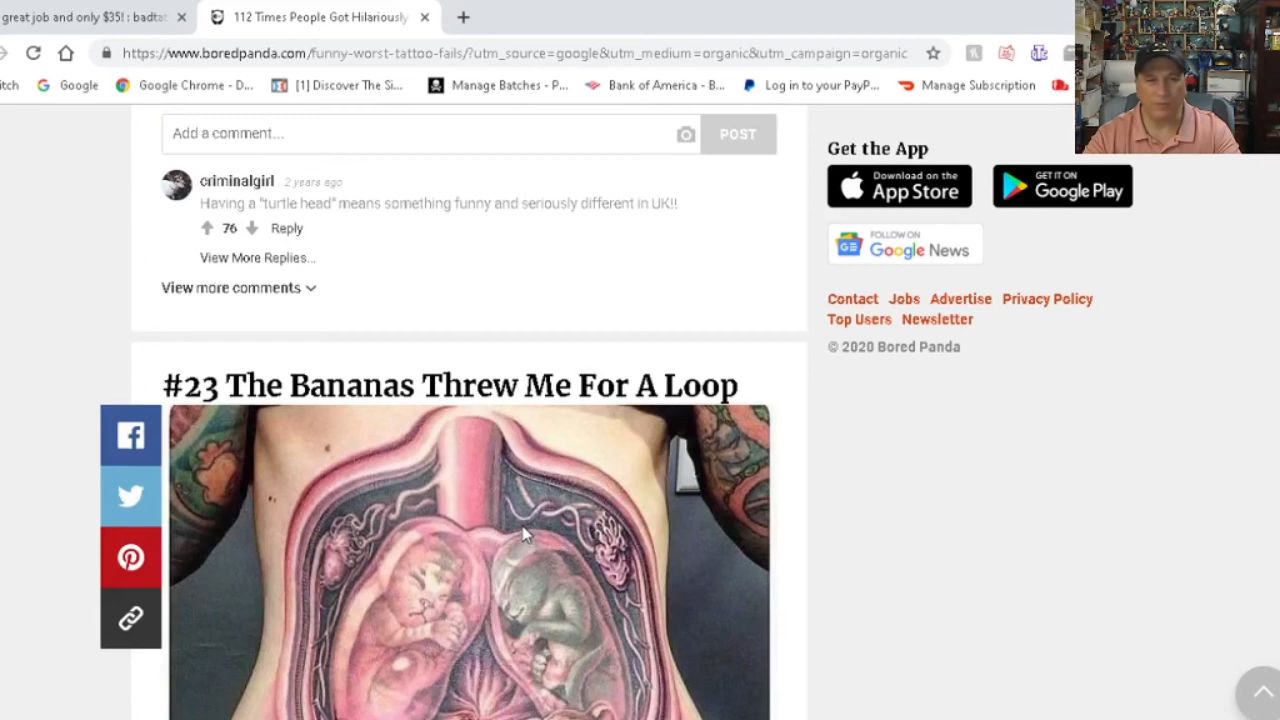 great job and only $35! : badtat
112 Times People Got Hilariously
https://www.boredpanda.com/funny-worst-tattoo-fails/?utm_source=google&utm_medium=organic&utm_campaign=organic
itch
Google
Google Chrome - D...
[1] Discover The Si...
Manage Batches - P...
Bank of America - B...
Log in to your PayP...
Manage Subscription
Add a comment...
POST
criminalgirl 2 years ago
Having a "turtle head" means something funny and seriously different in UK!!
76 Reply
View More Replies...
View more comments
#23 The Bananas Threw Me For A Loop
Get the App
Download on the
App Store
GET IT ON
Google Play
FOLLOW ON
Google News
Contact Jobs Advertise Privacy Policy
Top Users Newsletter
© 2020 Bored Panda